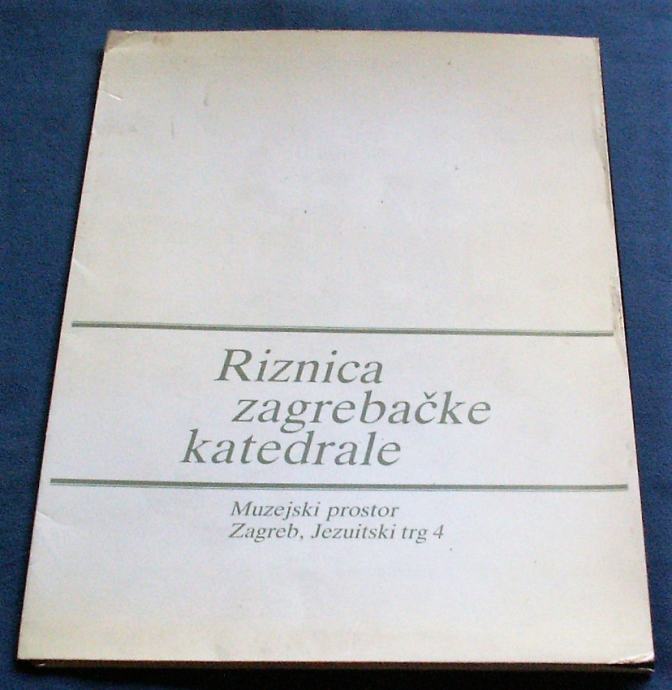 Riznica
zagrebačke
katedrale
Muzejski prostor
Zagreb, Jezuitski trg 4